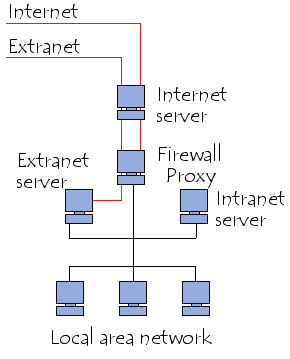 Internet
Extranet
Internet
server
Firewall
Proxy
Extranet
server
Intranet
server
Local area network